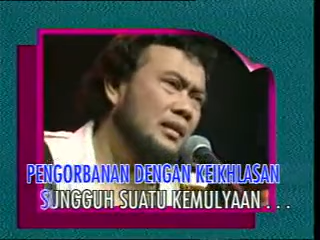 PENGORBANAN DENGAN KEIKHLASAN
SUNGGUH SUATU KEMULYAAN . . .